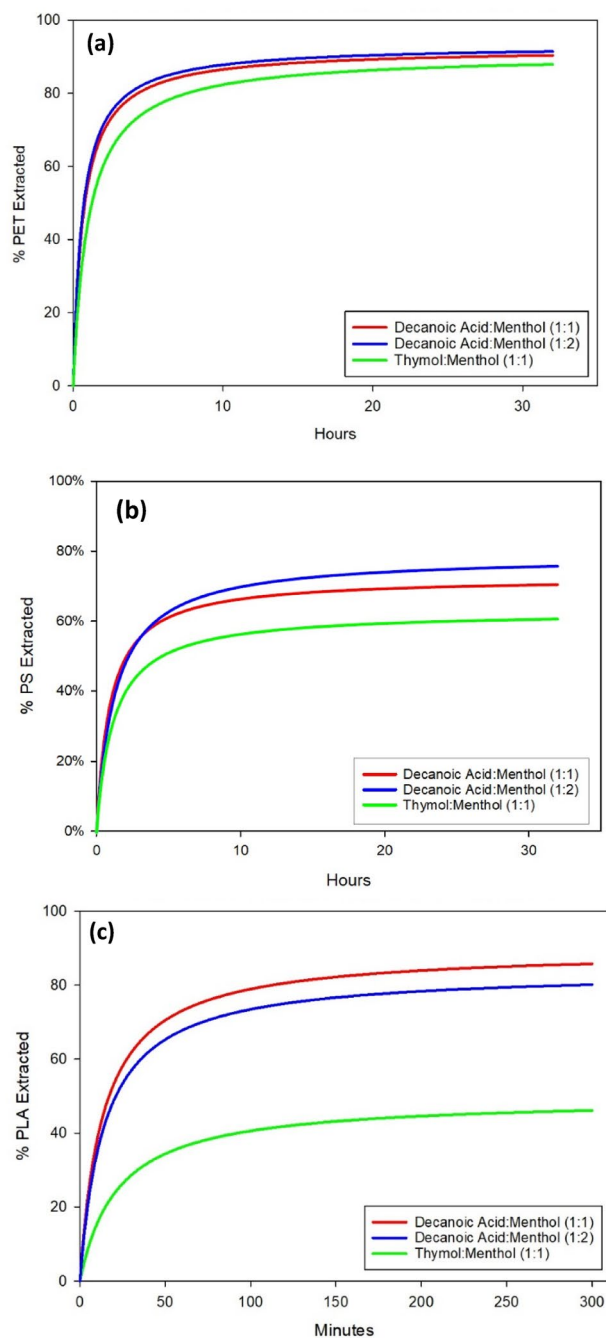 (a)
100
80
60
40
20
0
% PET Extracted
Decanoic Acid:Menthol (1:1)
Decanoic Acid:Menthol (1:2)
Thymol:Menthol (1:1)
0 10 20 30
Hours
(b)
100%
80%
60%
40%
20%
0%
% PS Extracted
Decanoic Acid:Menthol (1:1)
Decanoic Acid:Menthol (1:2)
Thymol:Menthol (1:1)
0 10 20 30
Hours
(c)
100
80
60
40
20
0
% PLA Extracted
Decanoic Acid:Menthol (1:1)
Decanoic Acid:Menthol (1:2)
Thymol:Menthol (1:1)
0 50 100 150 200 250 300
Minutes